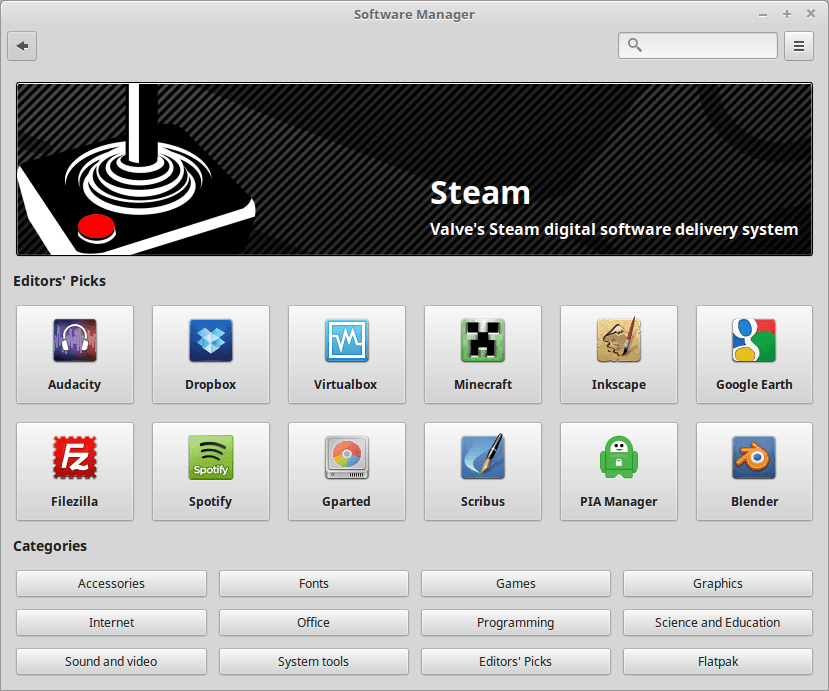 Software Manager
Steam
Valve's Steam digital software delivery system
Editors' Picks
Audacity
Dropbox
Virtualbox
Minecraft
Inkscape
Google Earth
Fz
Filezilla
Spotify
Spotify
Gparted
Scribus
PIA Manager
Blender
Categories
Accessories
Fonts
Games
Graphics
Internet
Office
Programming
Science and Education
Sound and video
System tools
Editors' Picks
Flatpak